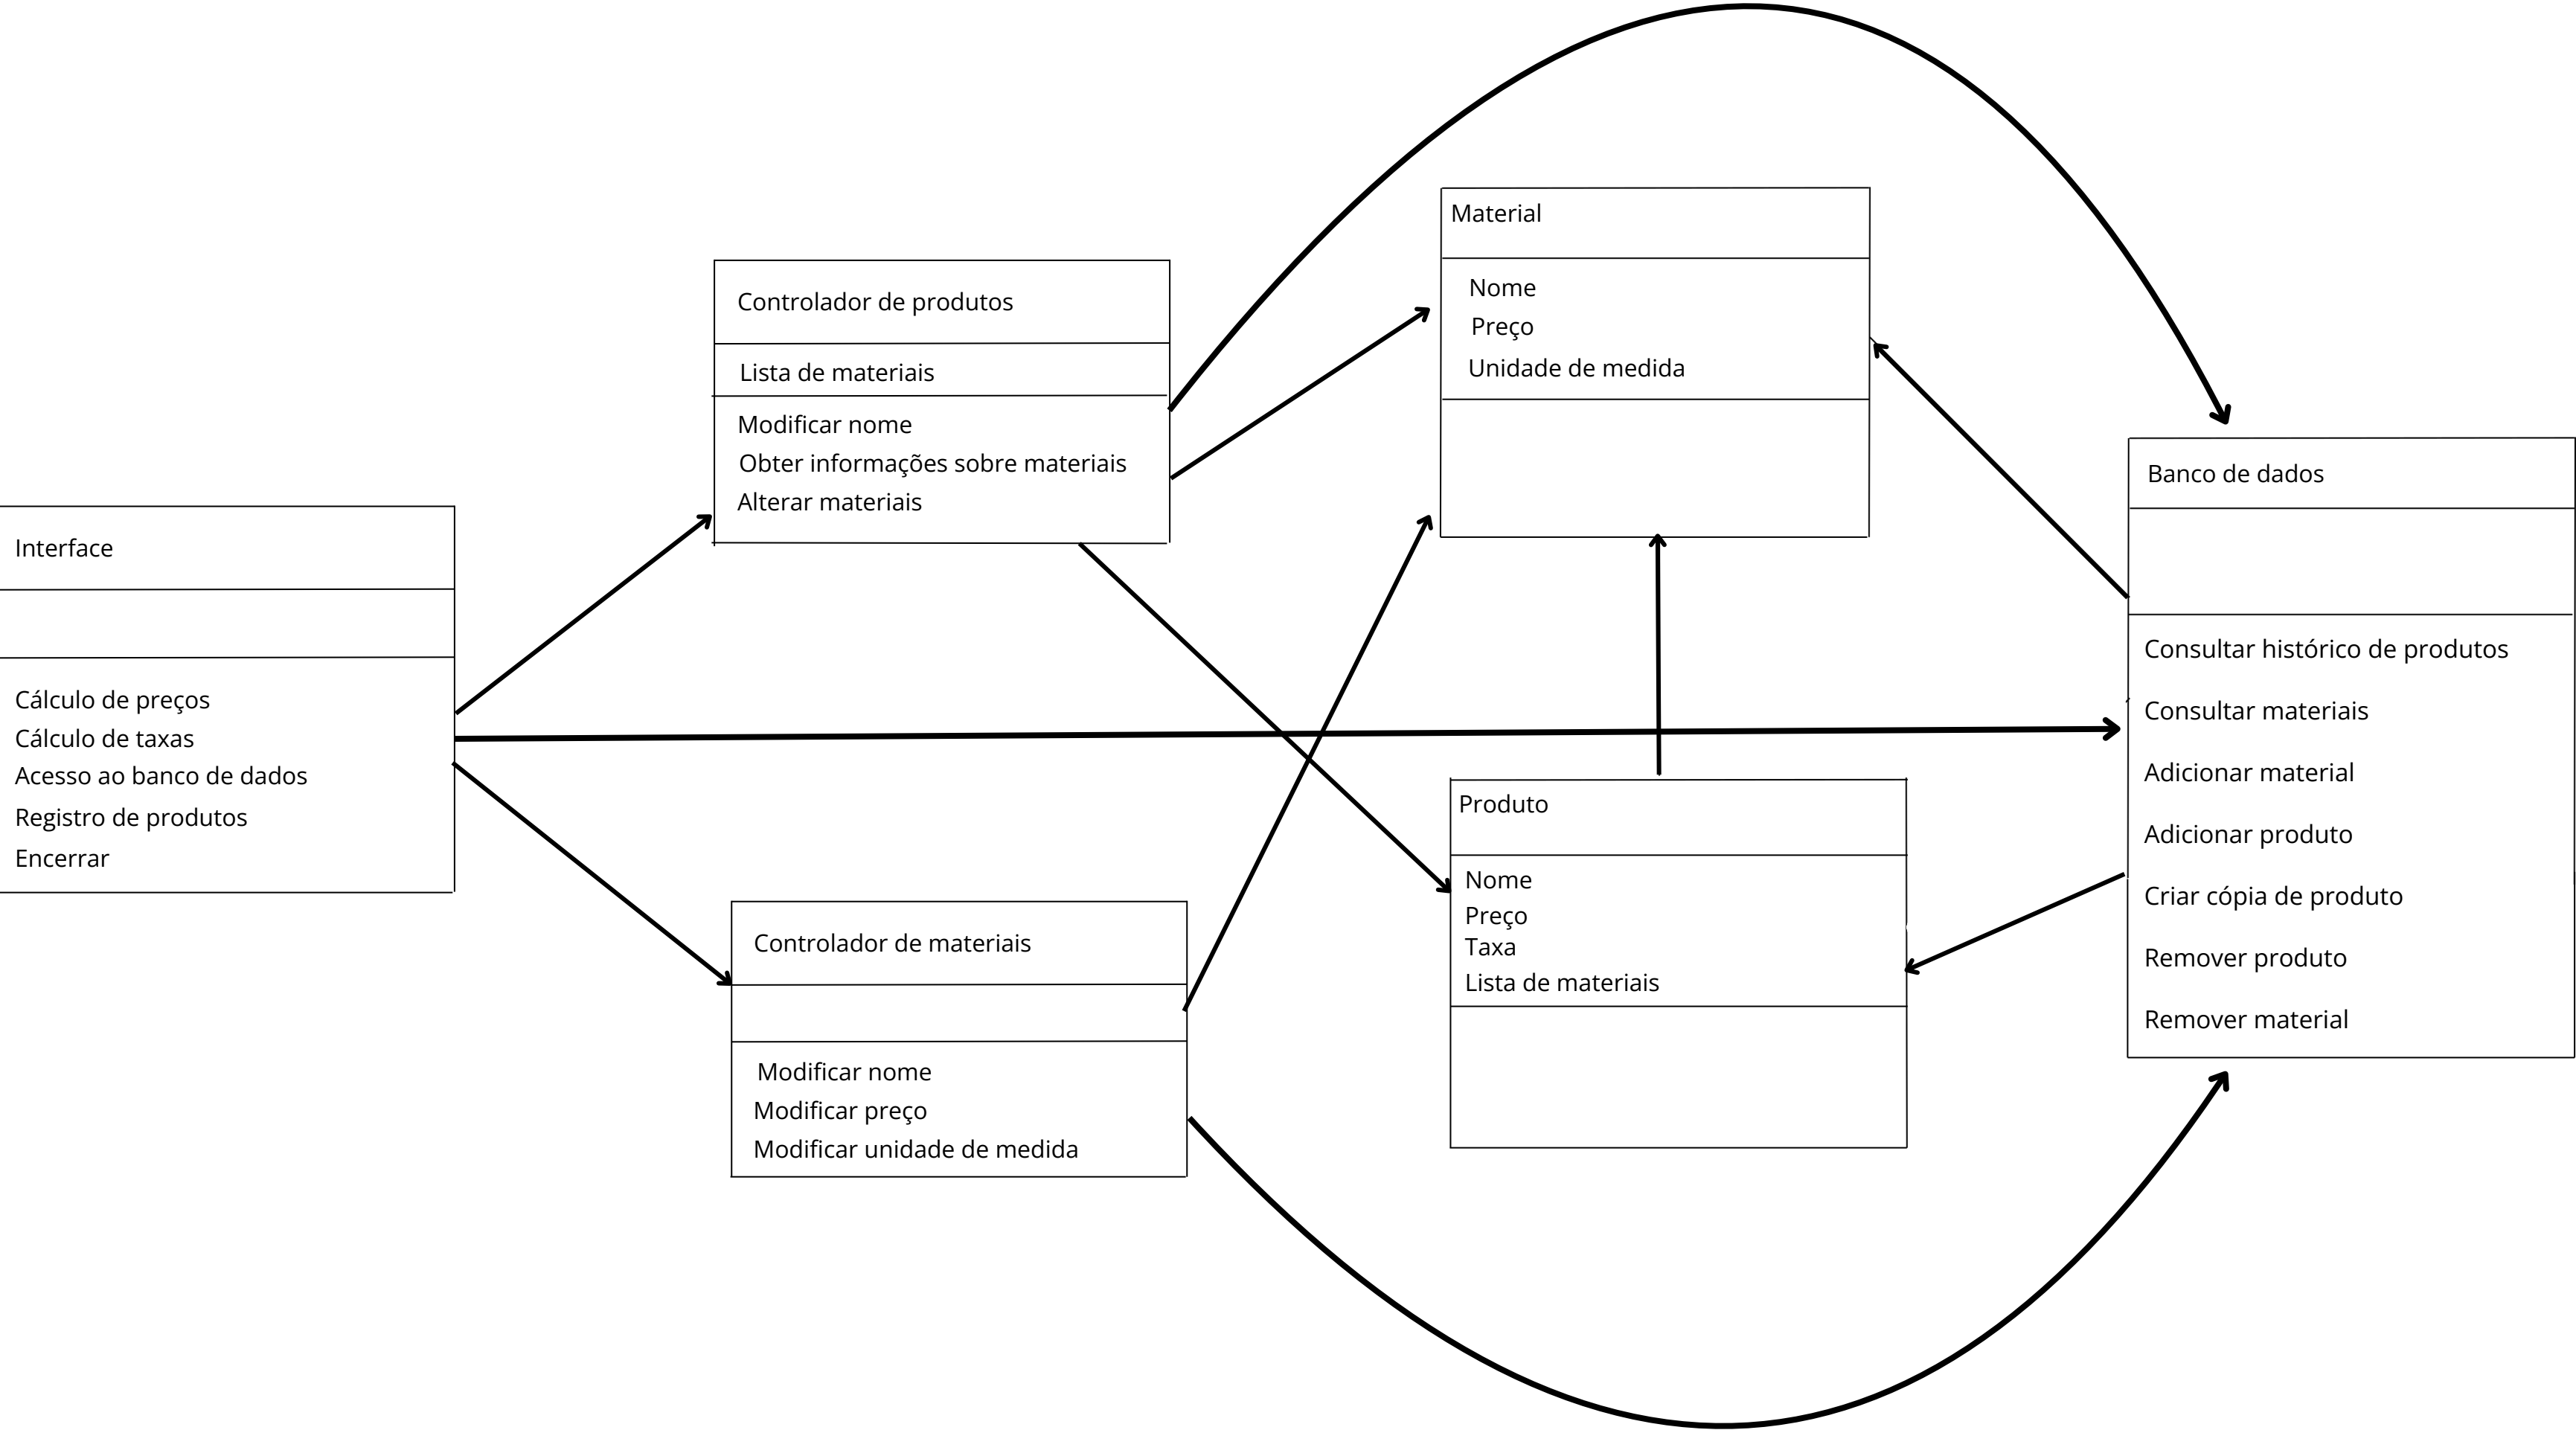 Interface
Cálculo de preços
Cálculo de taxas
Acesso ao banco de dados
Registro de produtos
Encerrar
Controlador de produtos
Lista de materiais
Modificar nome
Obter informações sobre materiais
Alterar materiais
Controlador de materiais
Modificar nome
Modificar preço
Modificar unidade de medida
Material
Nome
Preço
Unidade de medida
Produto
Nome
Preço
Taxa
Lista de materiais
Banco de dados
Consultar histórico de produtos
Consultar materiais
Adicionar material
Adicionar produto
Criar cópia de produto
Remover produto
Remover material